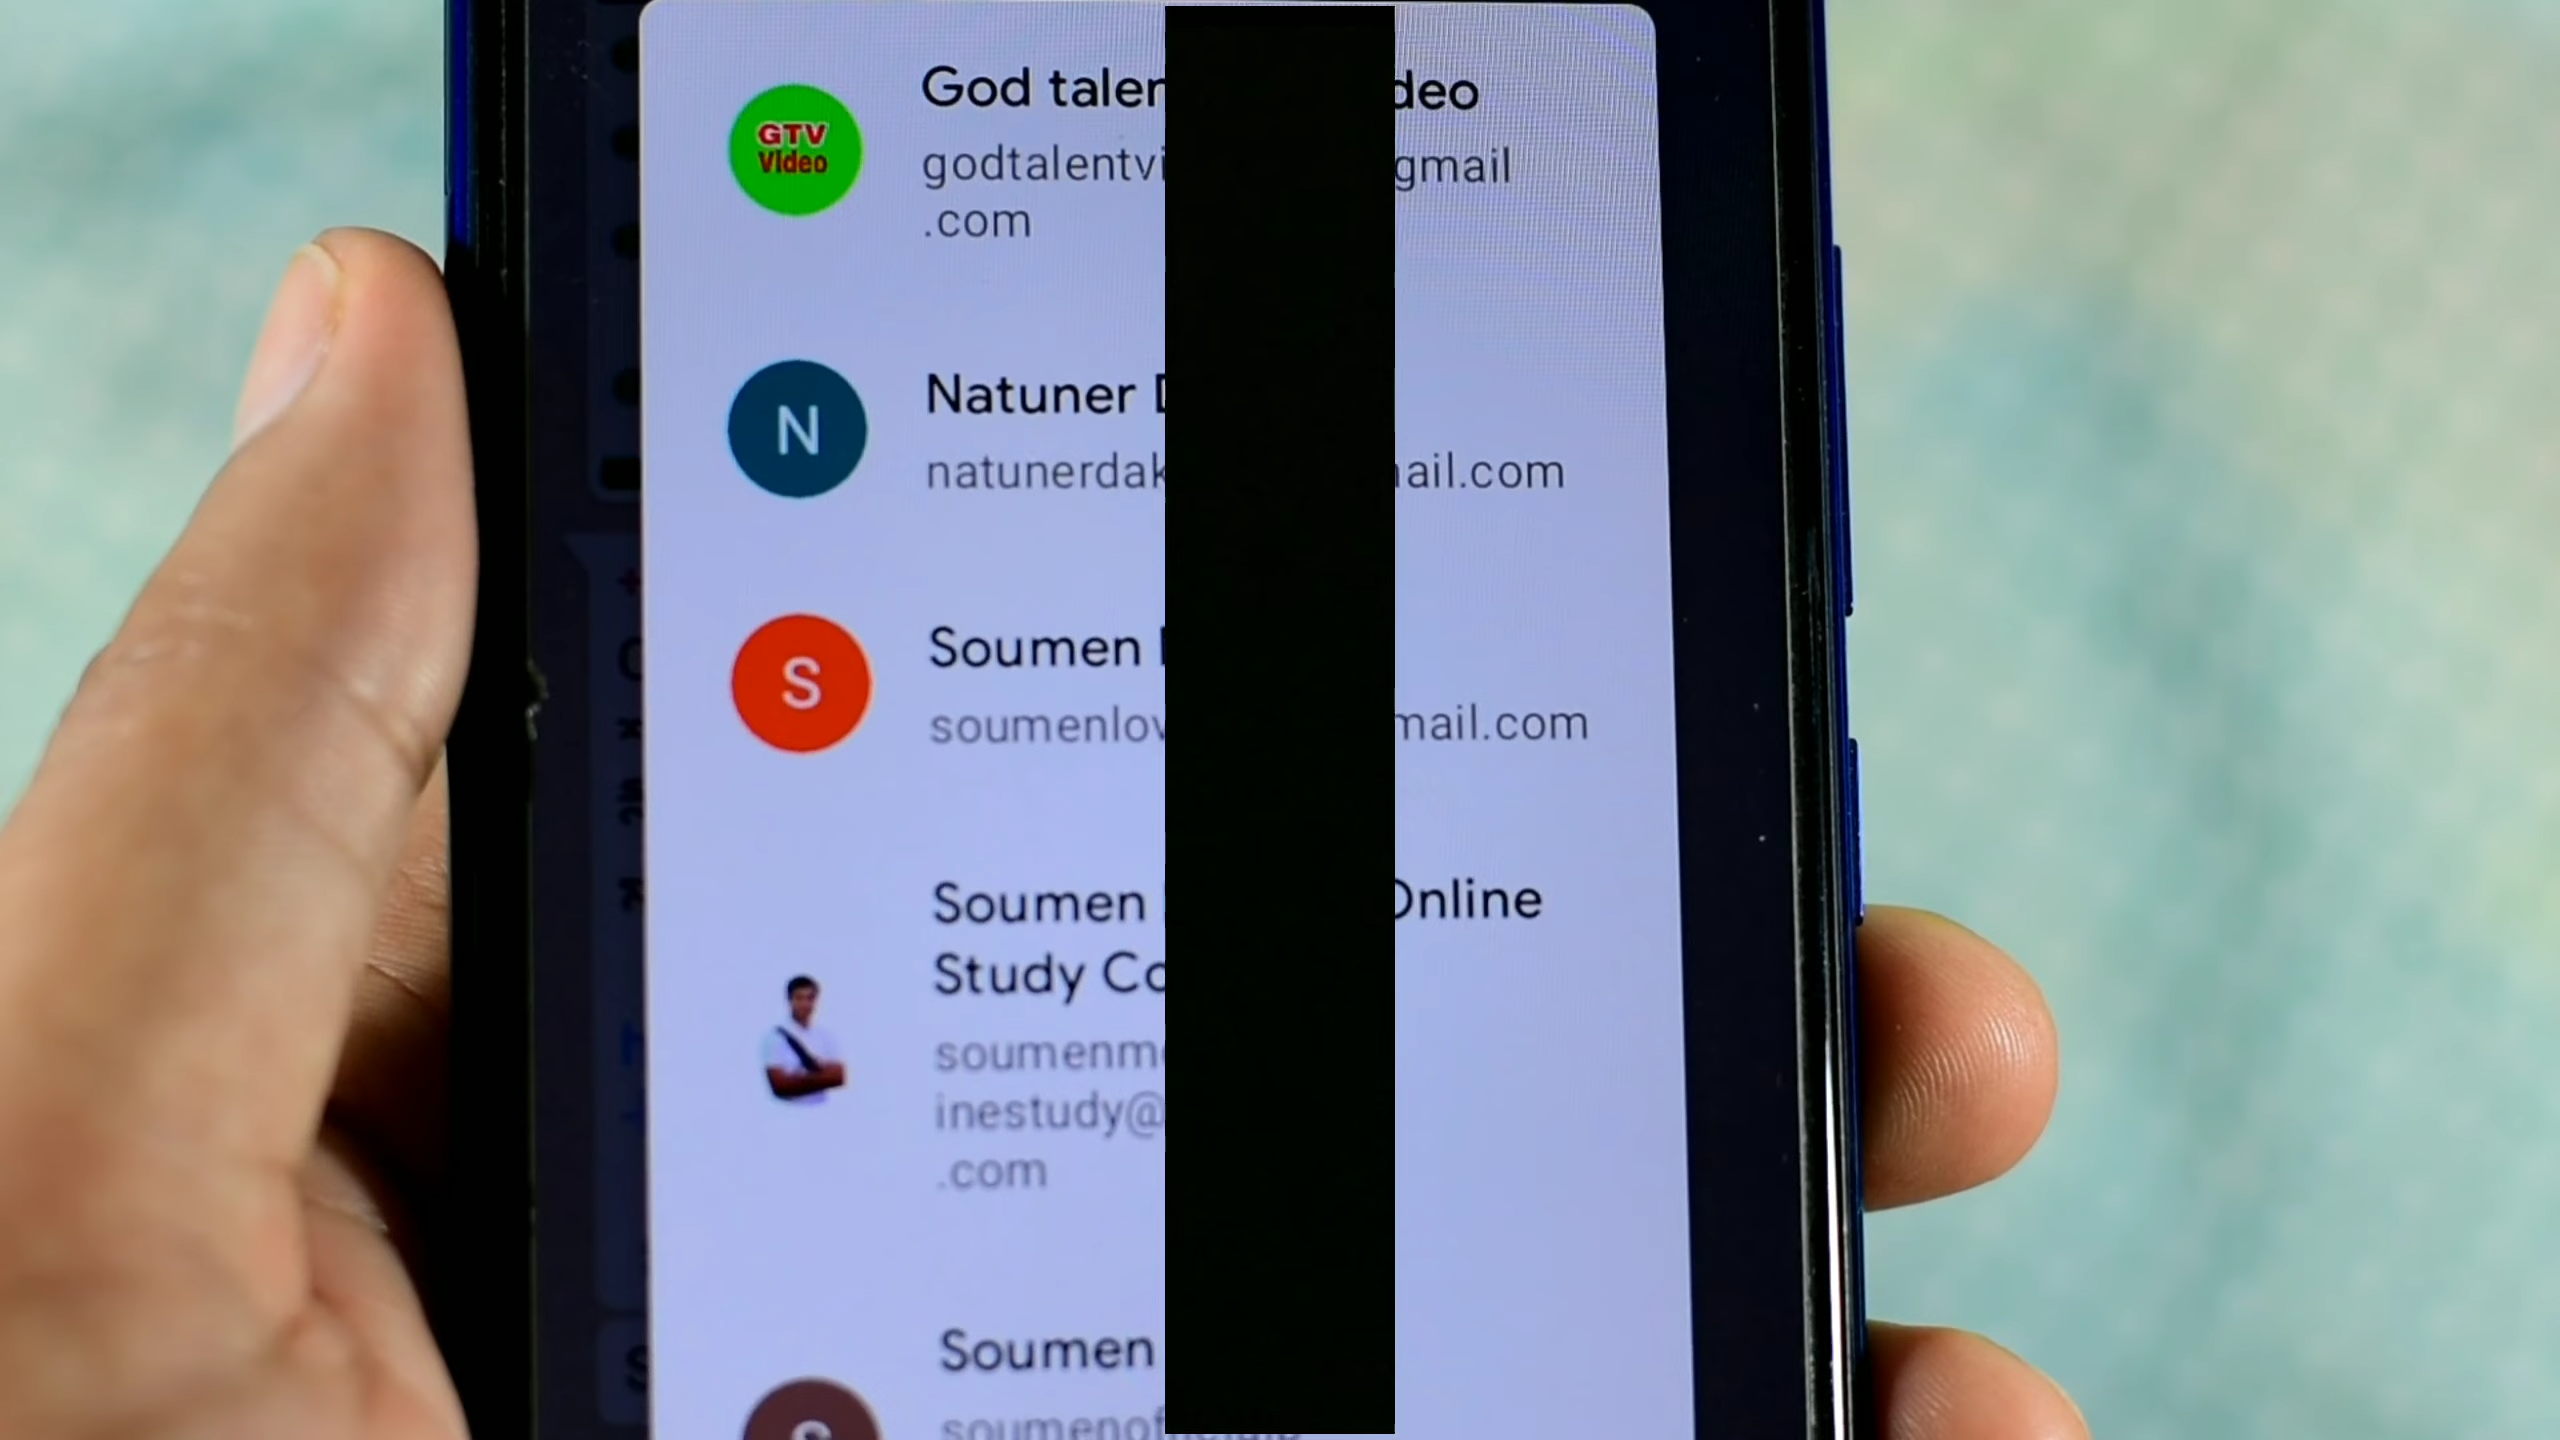 GTV
VIdeo
God talen deo
godtalentvi gmail
.com
N
Natuner
natunerdak ail.com
S
Soumen
soumenlov mail.com
Soumen Online
Study Co
soumenm
inestudy@
.com
Soumen
S